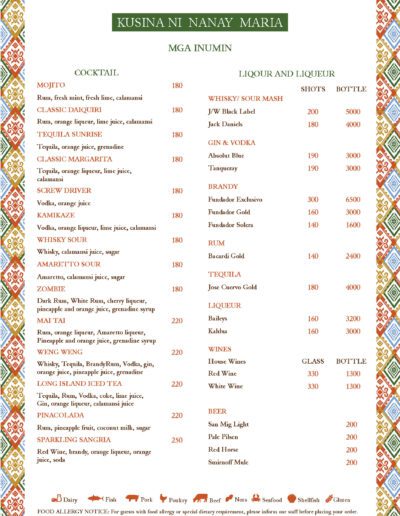 KUSINA NI NANAY MARIA
MGA INUMIN
COCKTAIL
MOJITO 180
Rum, fresh mint, fresh lime, calamansi
CLASSIC DAIQUIRI 180
Rum, orange liqueur, lime juice, calamansi
TEQUILA SUNRISE 180
Tequila, orange juice, grenadine
CLASSIC MARGARITA 180
Tequila, orange liqueur, lime juice,
calamansi
SCREW DRIVER 180
Vodka, orange juice
KAMIKAZE 180
Vodka, orange liqueur, lime juice, calamansi
WHISKY SOUR 180
Whisky, calamansi juice, sugar
AMARETTO SOUR 180
Amaretto, calamansi juice, sugar
ZOMBIE 180
Dark Rum, White Rum, cherry liqueur,
pineapple and orange juice, grenadine syrup
MAI TAI 220
Rum, orange liqueur, Amaretto liqueur,
Pineapple and orange juice, grenadine syrup
WENG WENG 220
Whisky, Tequila, BrandyRum, Vodka, gin,
orange juice, pineapple juice, grenadine
LONG ISLAND ICED TEA 220
Tequila, Rum, Vodka, coke, lime juice,
Gin, orange liqueur, calamansi juice
PINACOLADA 220
Rum, pineapple fruit, coconut milk, sugar
SPARKLING SANGRIA 250
Red Wine, brandy, orange liqueur, orange
juice, soda
LIQOUR AND LIQUEUR
SHOTS BOTTLE
WHISKY/ SOUR MASH
J/W Black Label 200 5000
Jack Daniels 180 4000
GIN & VODKA
Absolut Blue 190 3000
Tanqueray 190 3000
BRANDY
Fundador Exclusivo 300 6500
Fundador Gold 160 3000
Fundador Solera 140 1600
RUM
Bacardi Gold 140 2400
TEQUILA
Jose Cuervo Gold 180 4000
LIQUEUR
Baileys 160 3200
Kahlua 160 3000
WINES
House Wines GLASS BOTTLE
Red Wine 330 1300
White Wine 330 1300
BEER
San Mig Light 200
Pale Pilsen 200
Red Horse 200
Smirnoff Mule 200
Dairy Fish Pork Poultry Beef Nuts Seafood Shellfish Gluten
FOOD ALLERGY NOTICE: For guests with food allergy or special dietary requirement, please inform our staff before placing your order.